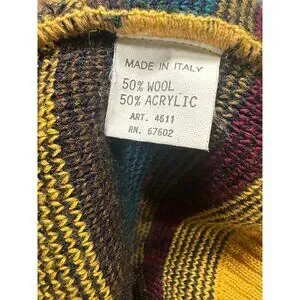 MADE IN ITALY
50% WOOL
50% ACRYLIC
ART. 4611
RN. 67602